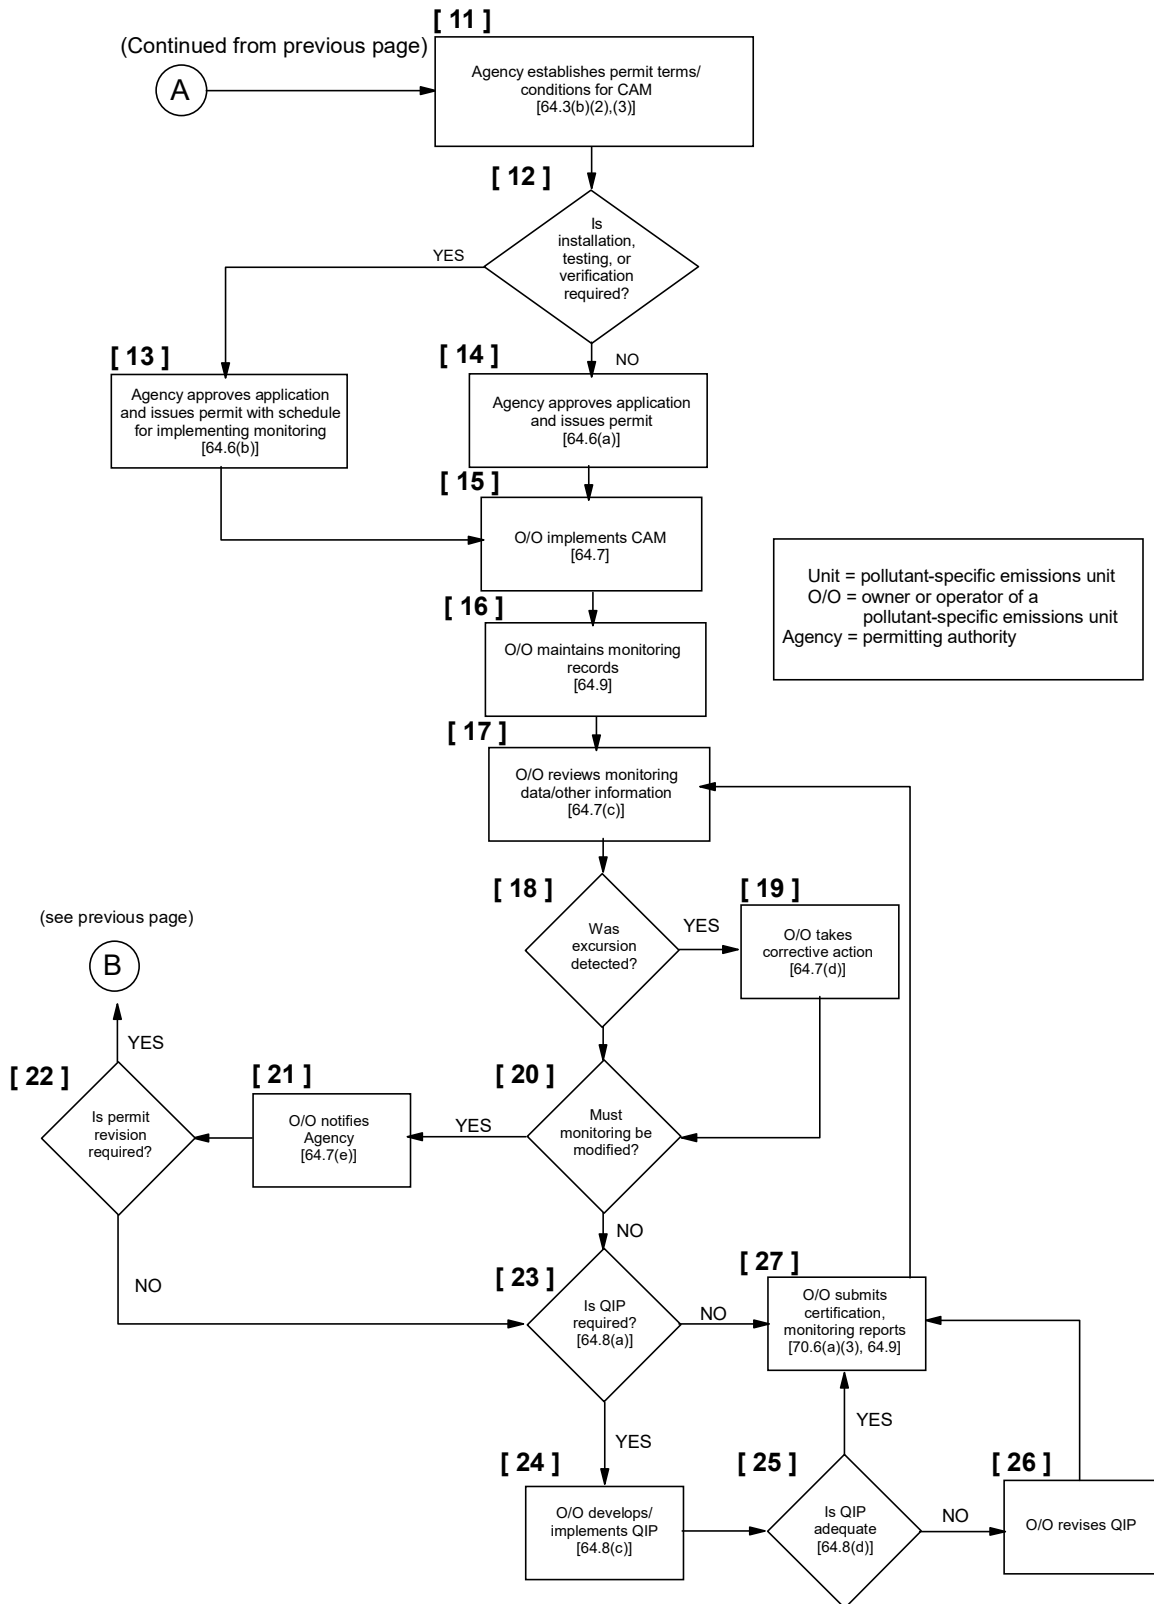 [ 11 ]
(Continued from previous page)
A
Agency establishes permit terms/
conditions for CAM
[64.3(b)(2),(3)]
[ 12 ]
Is
installation,
testing, or
verification
required?
YES
NO
[ 13 ]
Agency approves application
and issues permit with schedule
for implementing monitoring
[64.6(b)]
[ 14 ]
Agency approves application
and issues permit
[64.6(a)]
[ 15 ]
O/O implements CAM
[64.7]
Unit = pollutant-specific emissions unit
O/O = owner or operator of a
pollutant-specific emissions unit
Agency = permitting authority
[ 16 ]
O/O maintains monitoring
records
[64.9]
[ 17 ]
O/O reviews monitoring
data/other information
[64.7(c)]
[ 18 ]
Was
excursion
detected?
YES
[ 19 ]
O/O takes
corrective action
[64.7(d)]
(see previous page)
B
YES
[ 22 ]
Is permit
revision
required?
NO
[ 21 ]
O/O notifies
Agency
[64.7(e)]
YES
[ 20 ]
Must
monitoring be
modified?
NO
[ 23 ]
Is QIP
required?
[64.8(a)]
NO
YES
[ 27 ]
O/O submits
certification,
monitoring reports
[70.6(a)(3), 64.9]
[ 24 ]
O/O develops/
implements QIP
[64.8(c)]
[ 25 ]
YES
Is QIP
adequate
[64.8(d)]
NO
[ 26 ]
O/O revises QIP